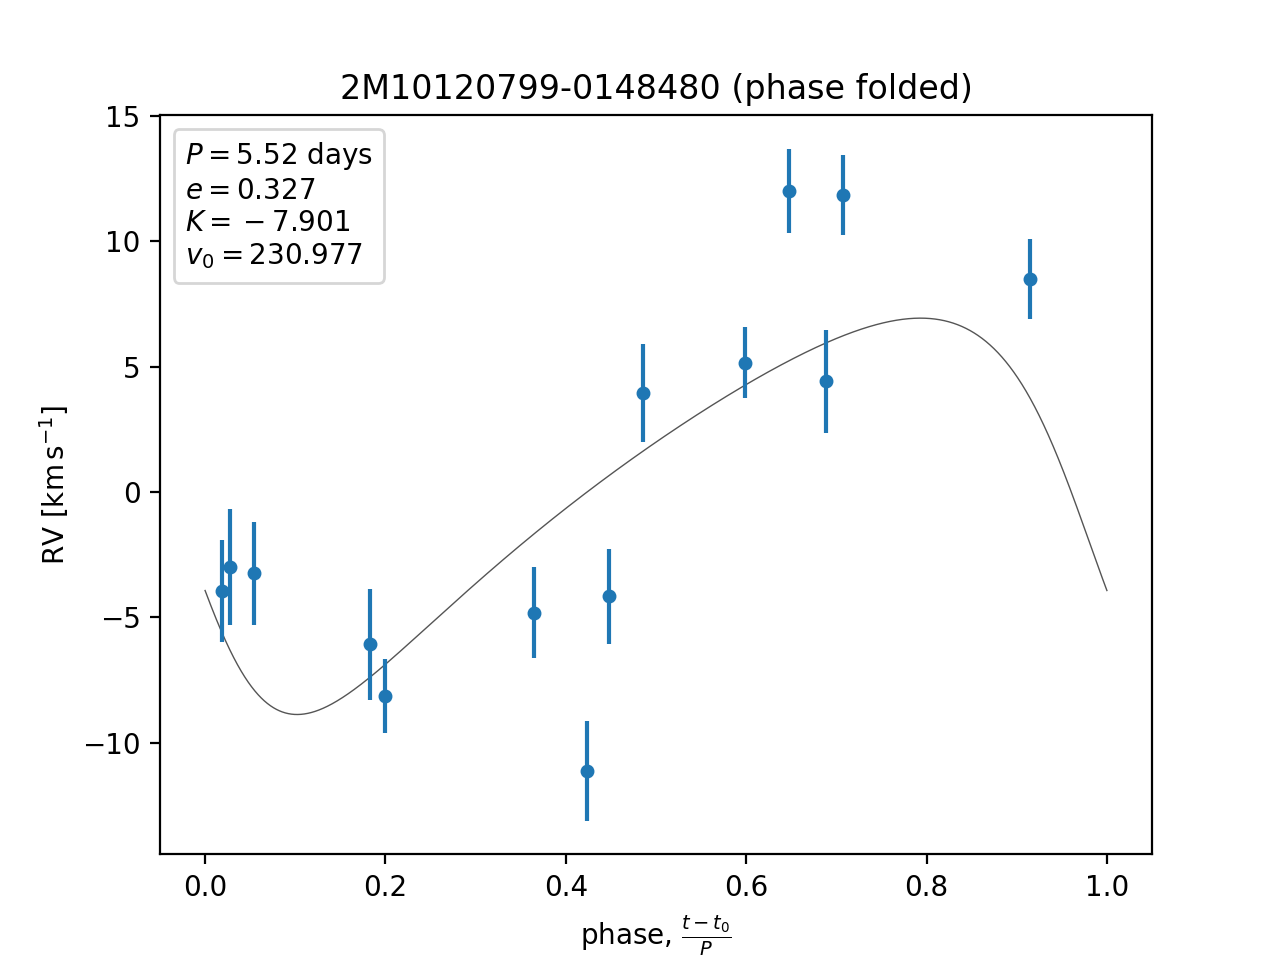 2M10120799-0148480 (phase folded)
15
10
5
0
−5
−10
P = 5.52 days
e = 0.327
K = −7.901
v₀ = 230.977
RV [km s⁻¹]
0.0 0.2 0.4 0.6 0.8 1.0
phase, (t − t₀)/P